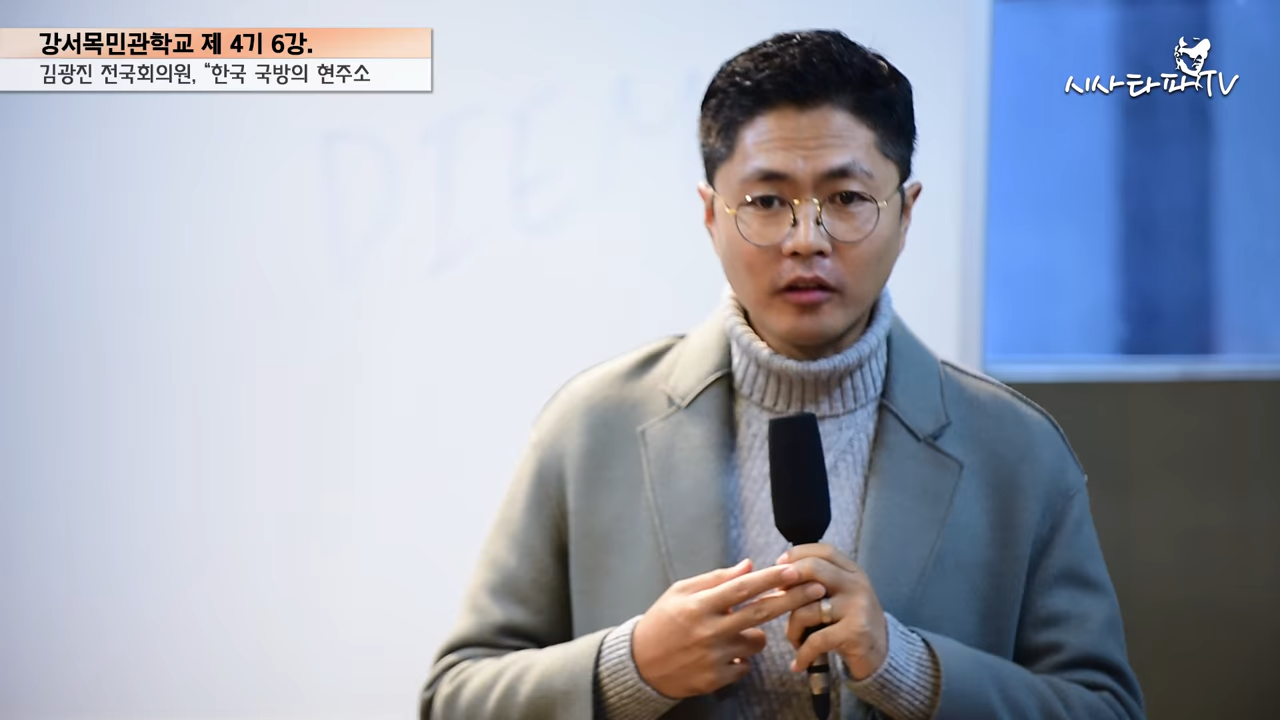 강서목민관학교 제 4기 6강.
김광진 전국회의원, “한국 국방의 현주소
시사타파TV
DIE